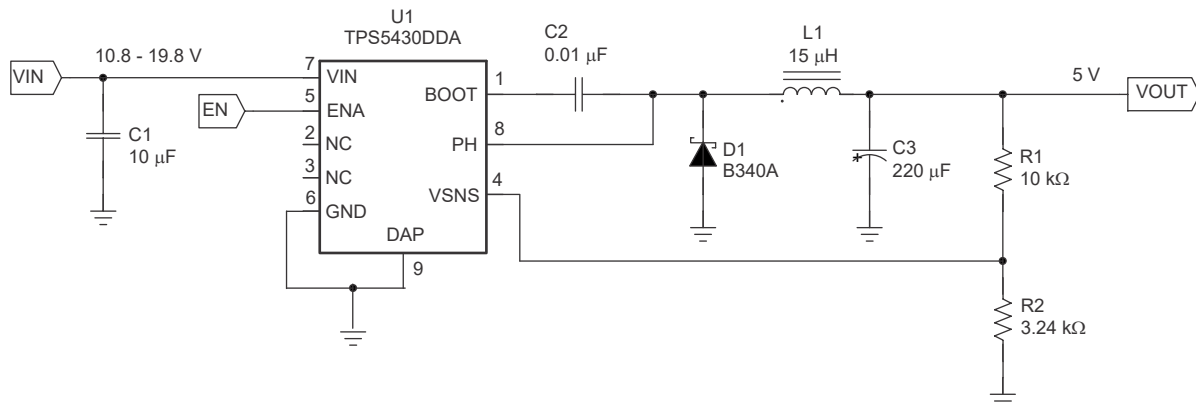 U1
TPS5430DDA
VIN
10.8 - 19.8 V
7
VIN
EN
5
ENA
2
NC
3
NC
6
GND
DAP
9
C1
10 μF
BOOT
1
PH
8
VSNS
4
C2
0.01 μF
L1
15 μH
D1
B340A
C3
220 μF
5 V
VOUT
R1
10 kΩ
R2
3.24 kΩ